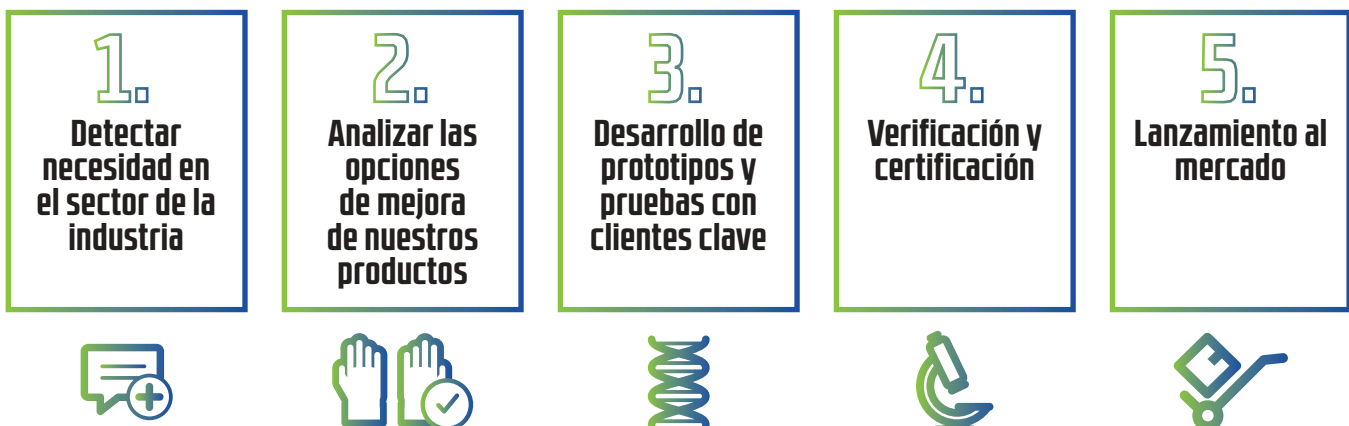 1.
Detectar
necesidad en
el sector de la
industria
2.
Analizar las
opciones
de mejora
de nuestros
productos
3.
Desarrollo de
prototipos y
pruebas con
clientes clave
4.
Verificación y
certificación
5.
Lanzamiento al
mercado